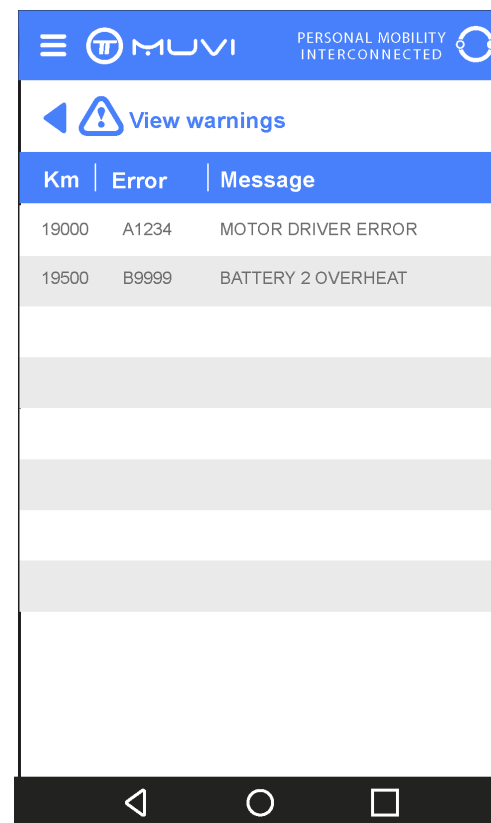 MUVI
PERSONAL MOBILITY
INTERCONNECTED
View warnings
Km Error Message
19000 A1234 MOTOR DRIVER ERROR
19500 B9999 BATTERY 2 OVERHEAT